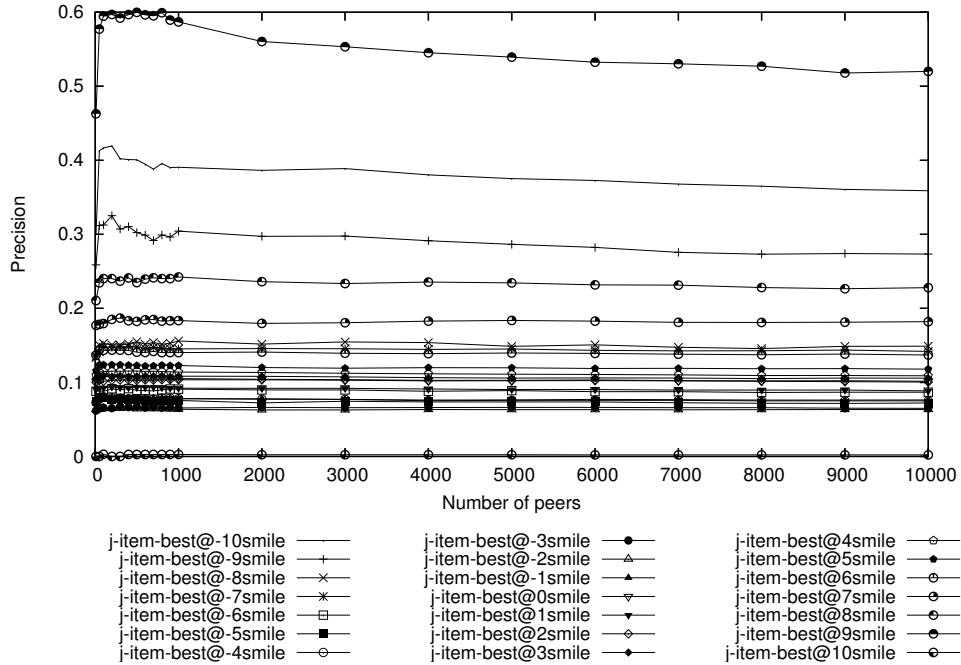 0.6
0.5
0.4
0.3
0.2
0.1
0
Precision
0 1000 2000 3000 4000 5000 6000 7000 8000 9000 10000
Number of peers
j-item-best@-10smile
j-item-best@-9smile
j-item-best@-8smile
j-item-best@-7smile
j-item-best@-6smile
j-item-best@-5smile
j-item-best@-4smile
j-item-best@-3smile
j-item-best@-2smile
j-item-best@-1smile
j-item-best@0smile
j-item-best@1smile
j-item-best@2smile
j-item-best@3smile
j-item-best@4smile
j-item-best@5smile
j-item-best@6smile
j-item-best@7smile
j-item-best@8smile
j-item-best@9smile
j-item-best@10smile